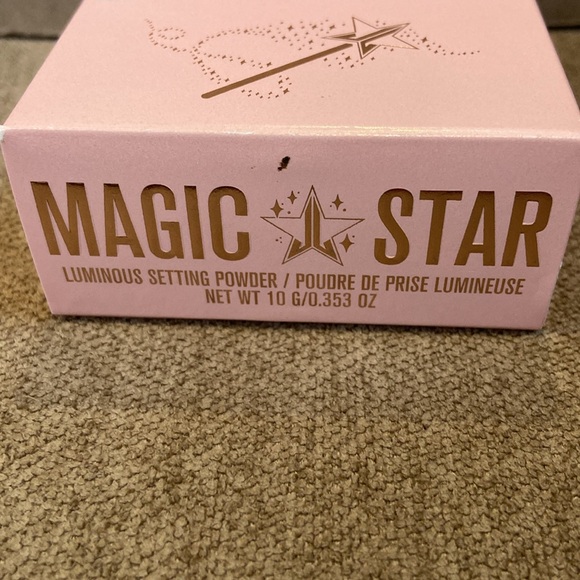 MAGIC STAR
LUMINOUS SETTING POWDER / POUDRE DE PRISE LUMINEUSE
NET WT 10 G/0.353 OZ